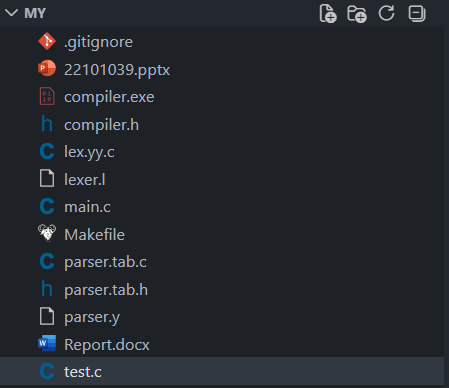 MY
.gitignore
22101039.pptx
compiler.exe
compiler.h
lex.yy.c
lexer.l
main.c
Makefile
parser.tab.c
parser.tab.h
parser.y
Report.docx
test.c